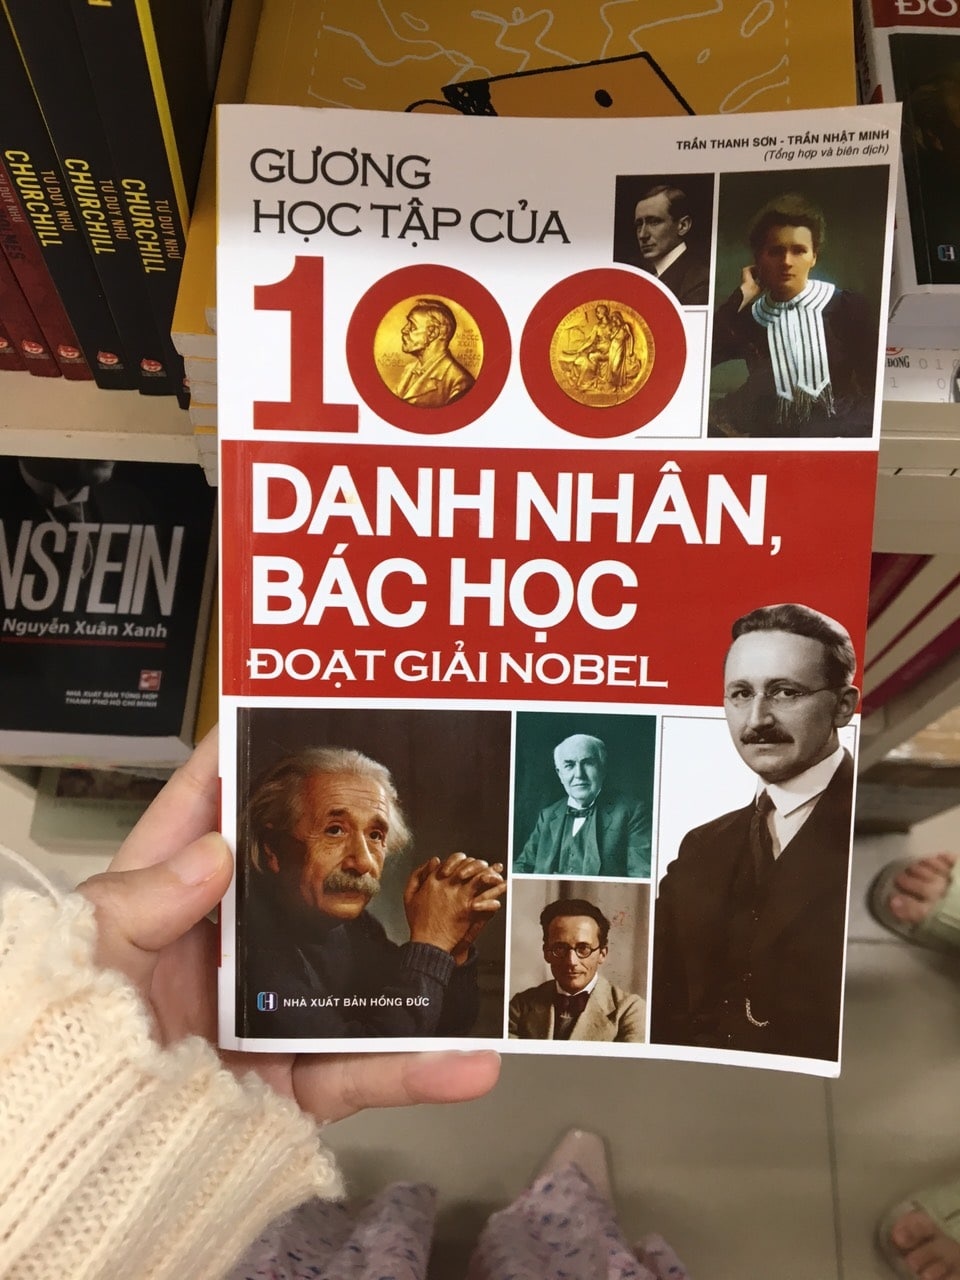 TRẦN THANH SƠN - TRẦN NHẬT MINH
(Tổng hợp và biên dịch)
GƯƠNG
HỌC TẬP CỦA
100
DANH NHÂN,
BÁC HỌC
ĐOẠT GIẢI NOBEL
NHÀ XUẤT BẢN HỒNG ĐỨC
TƯ DUY NHƯ
CHURCHILL
TƯ DUY NHƯ
CHURCHILL
TƯ DUY NHƯ
CHURCHILL
NSTEIN
Nguyễn Xuân Xanh
NHÀ XUẤT BẢN TỔNG HỢP
THÀNH PHỐ HỒ CHÍ MINH